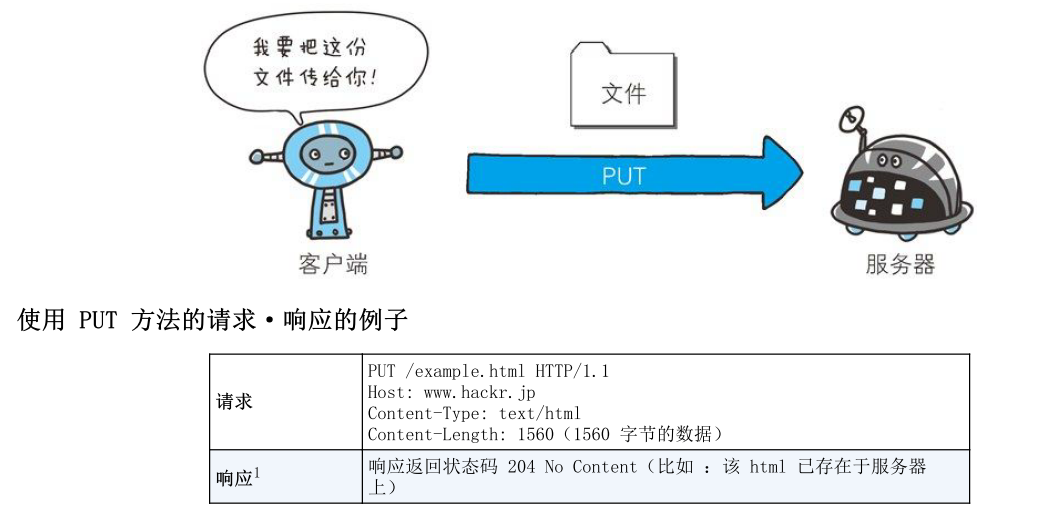 我要把这份
文件传给你!
文件
PUT
客户端
服务器
使用 PUT 方法的请求·响应的例子
请求
PUT /example.html HTTP/1.1
Host: www.hackr.jp
Content-Type: text/html
Content-Length: 1560（1560 字节的数据）
响应1
响应返回状态码 204 No Content（比如 ：该 html 已存在于服务器
上）